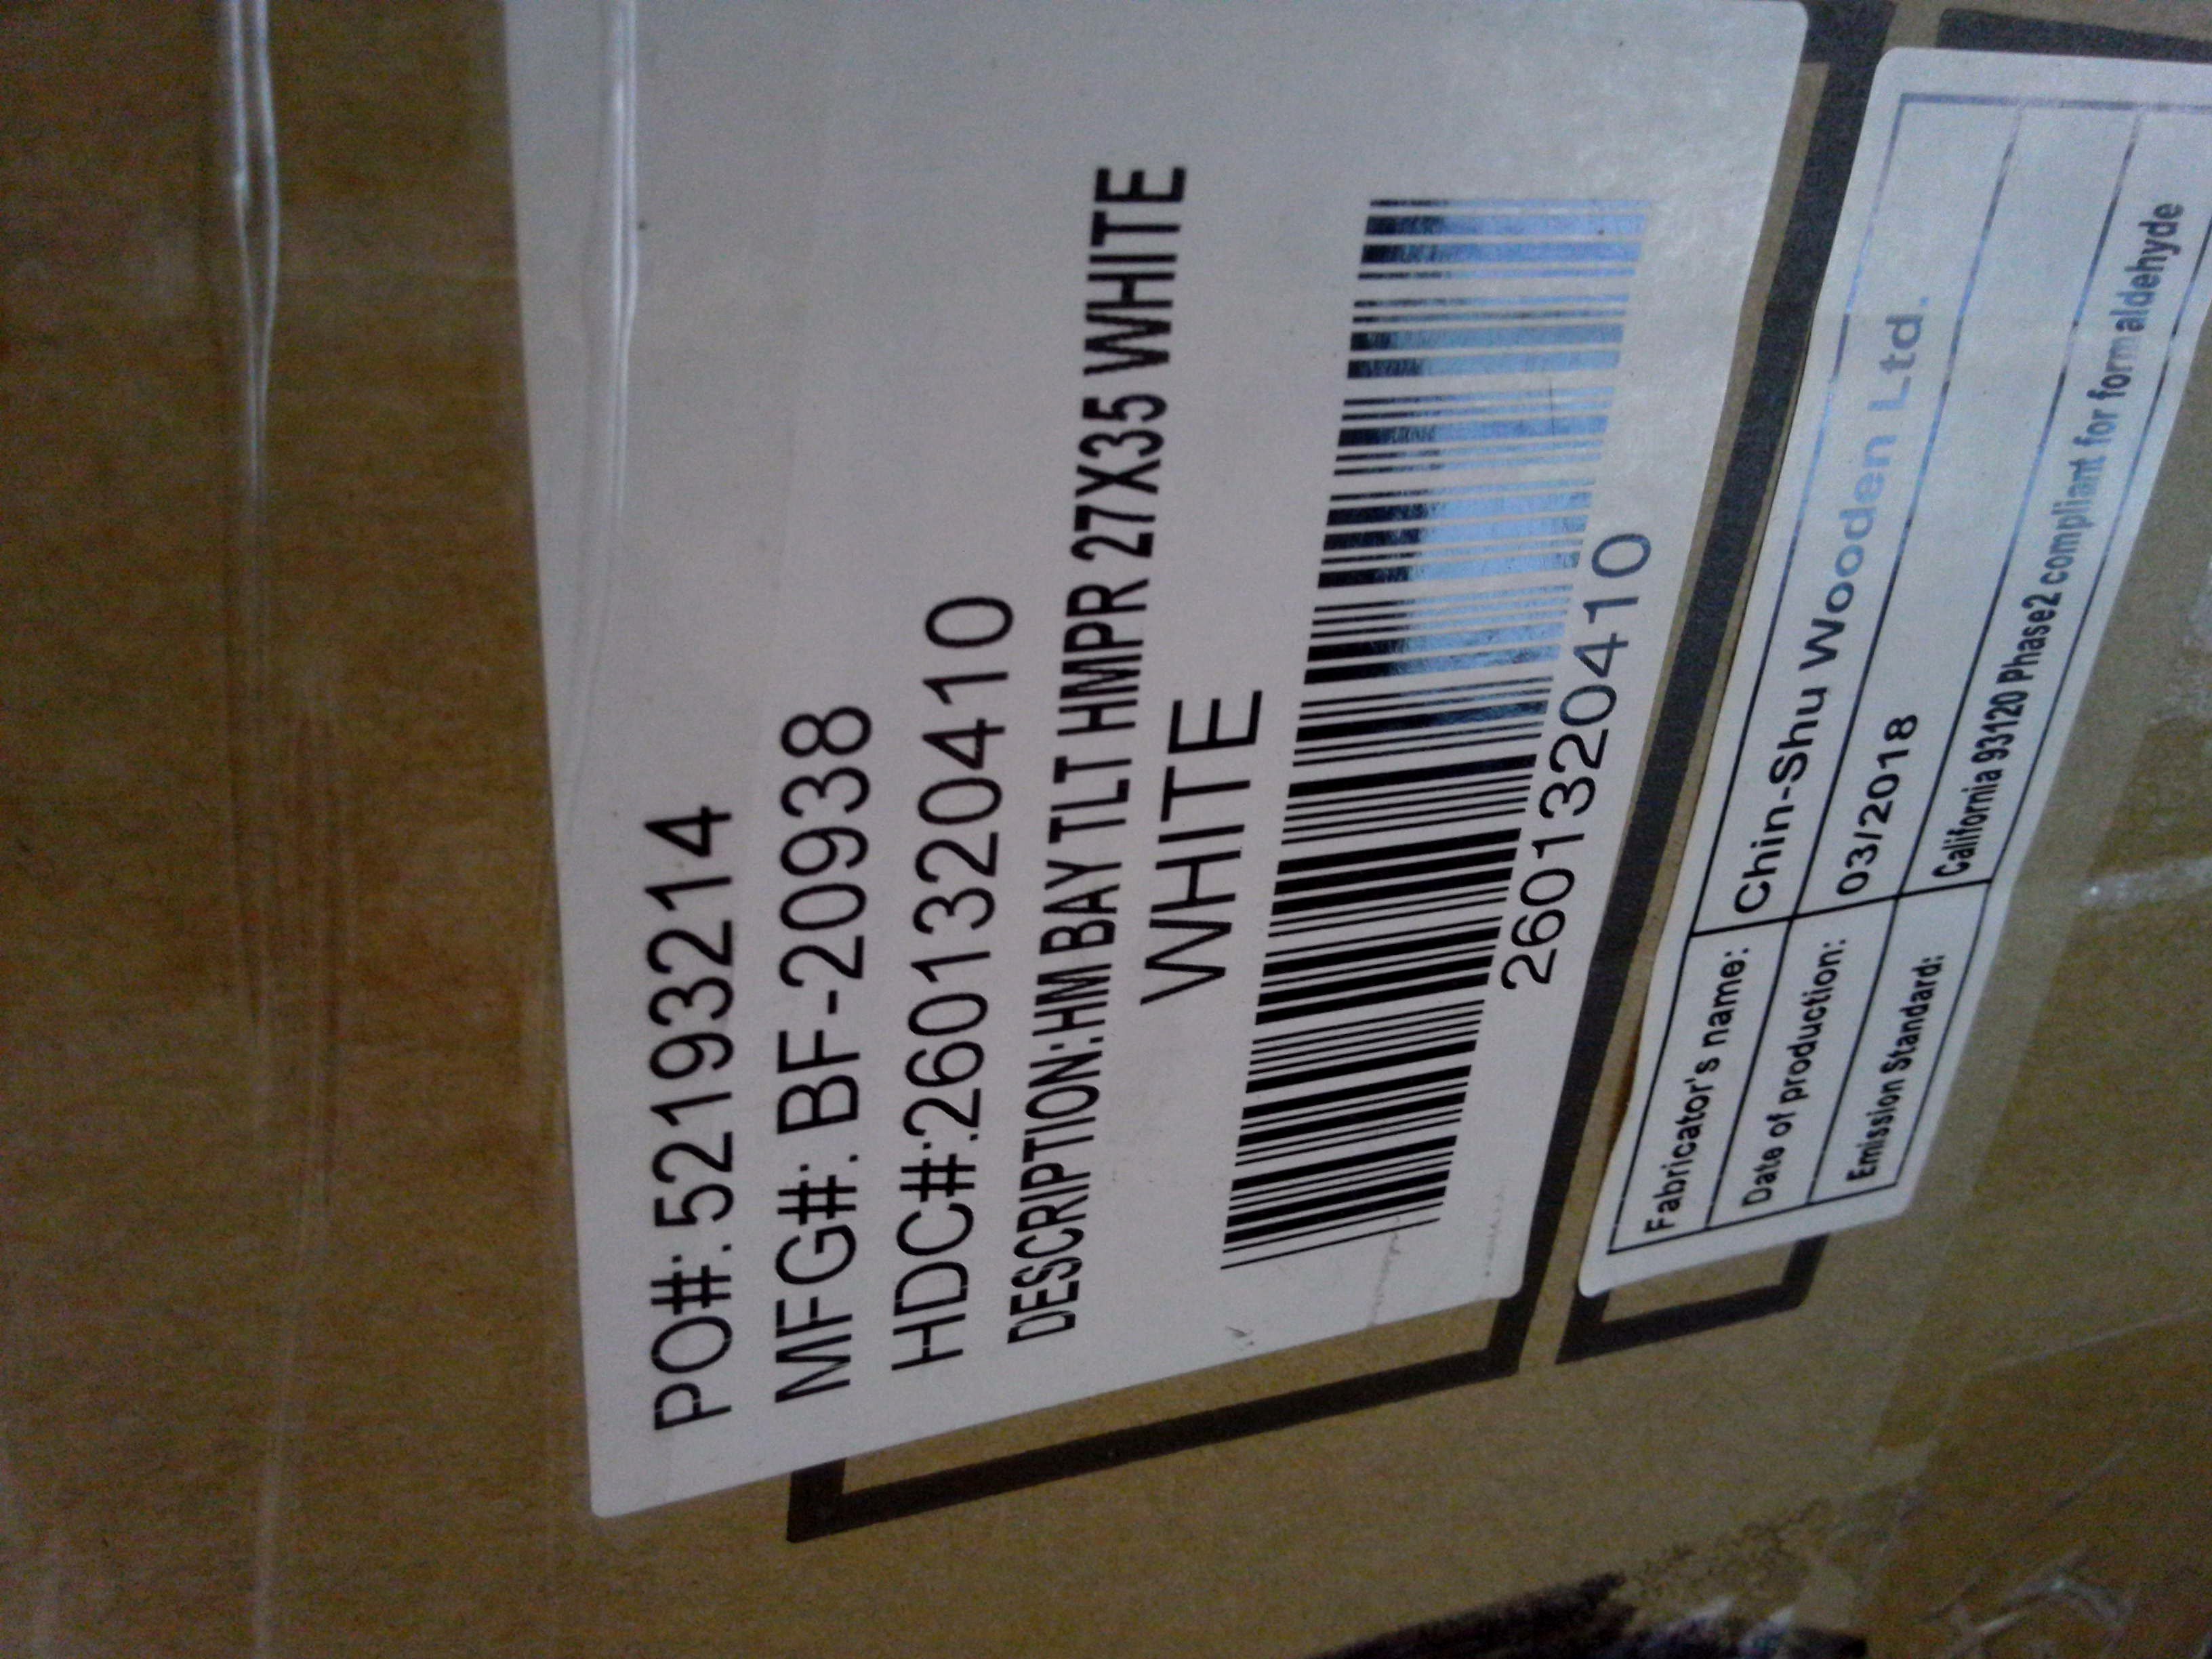 PO#: 52193214
MFG#: BF-20938
HDC#:2601320410
DESCRIPTION:HM BAY TLT HMPR 27X35 WHITE
WHITE
2601320410
Fabricator's name: Chin-Shu Wooden Ltd.
Date of production: 03/2018
Emission Standard: California 93120 Phase2 compliant for formaldehyde